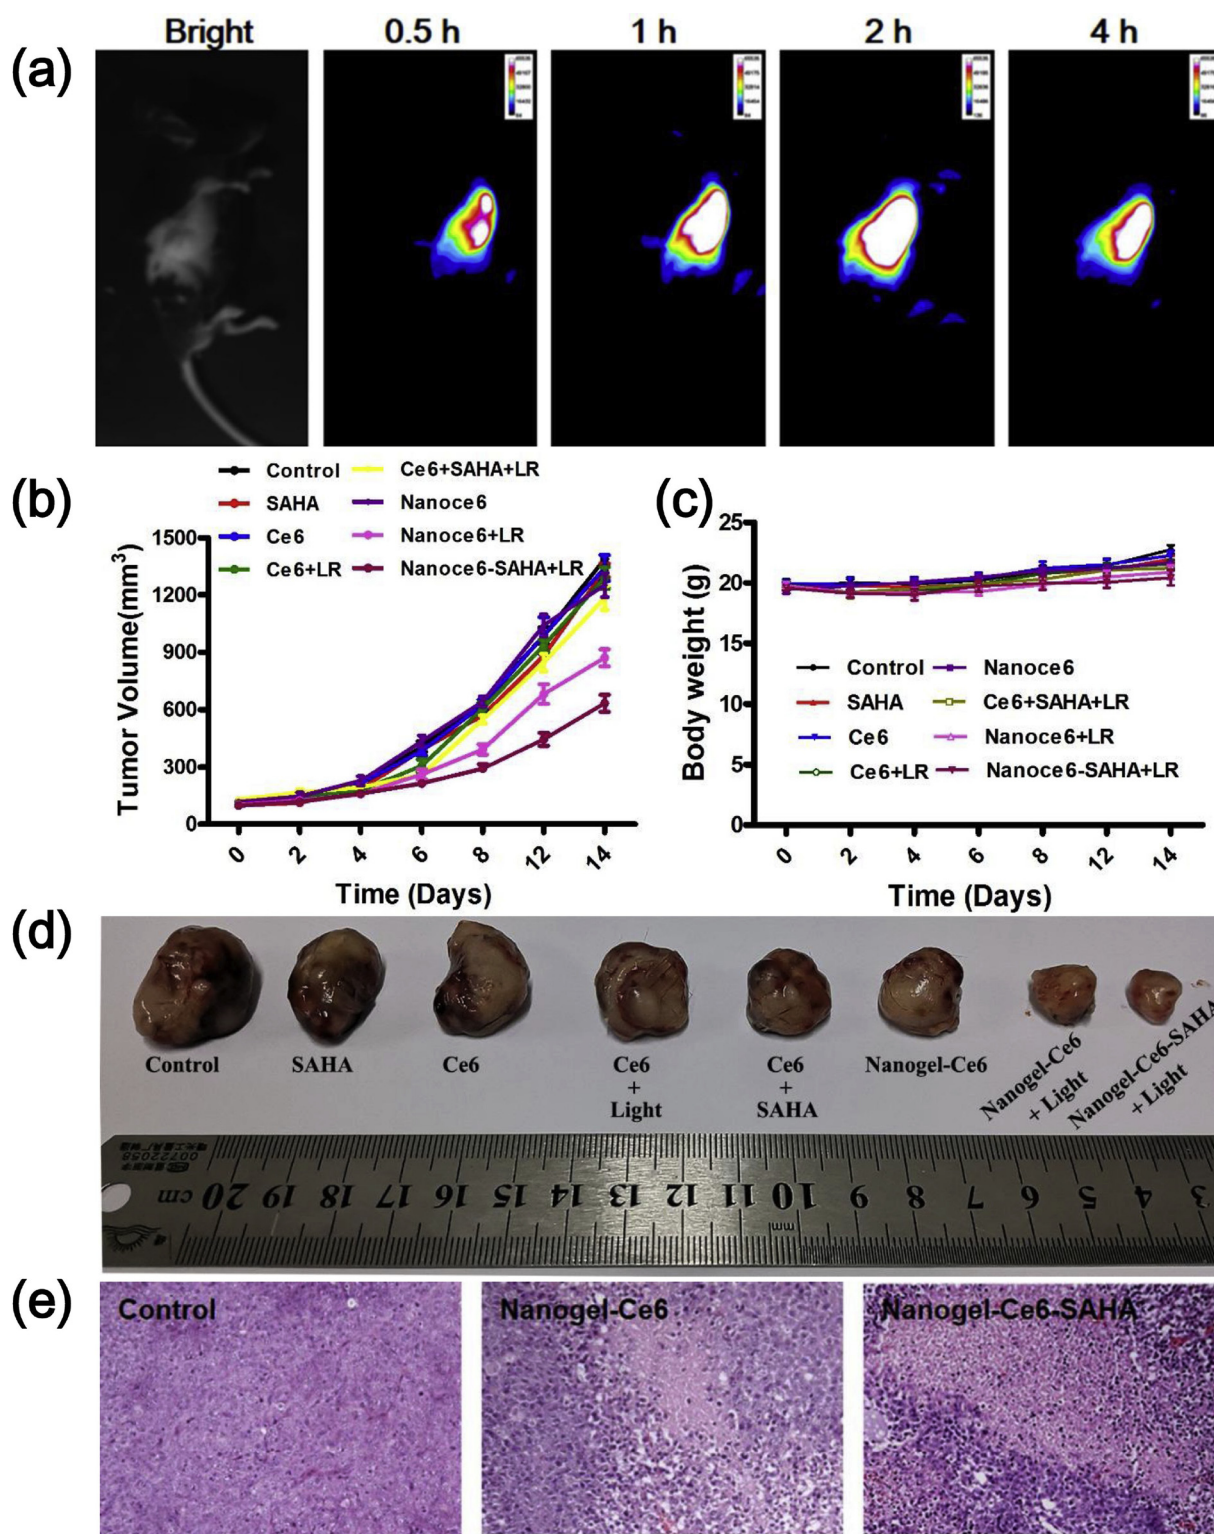 (a)
Bright
0.5 h
1 h
2 h
4 h
(b)
Control
SAHA
Ce6
Ce6+LR
Ce6+SAHA+LR
Nanoce6
Nanoce6+LR
Nanoce6-SAHA+LR
Tumor Volume(mm³)
1500
1200
900
600
300
0
0 2 4 6 8 12 14
Time (Days)
(c)
Body weight (g)
25
20
15
10
5
0
Control
SAHA
Ce6
Ce6+LR
Nanoce6
Ce6+SAHA+LR
Nanoce6+LR
Nanoce6-SAHA+LR
0 2 4 6 8 12 14
Time (Days)
(d)
Control
SAHA
Ce6
Ce6
+
Light
Ce6
+
SAHA
Nanogel-Ce6
Nanogel-Ce6
+ Light
Nanogel-Ce6-SAHA
+ Light
00722058
cm 20 19 18 17 16 15 14 13 12 11 10 9 8 7 6 5 4 3
mm
(e)
Control
Nanogel-Ce6
Nanogel-Ce6-SAHA